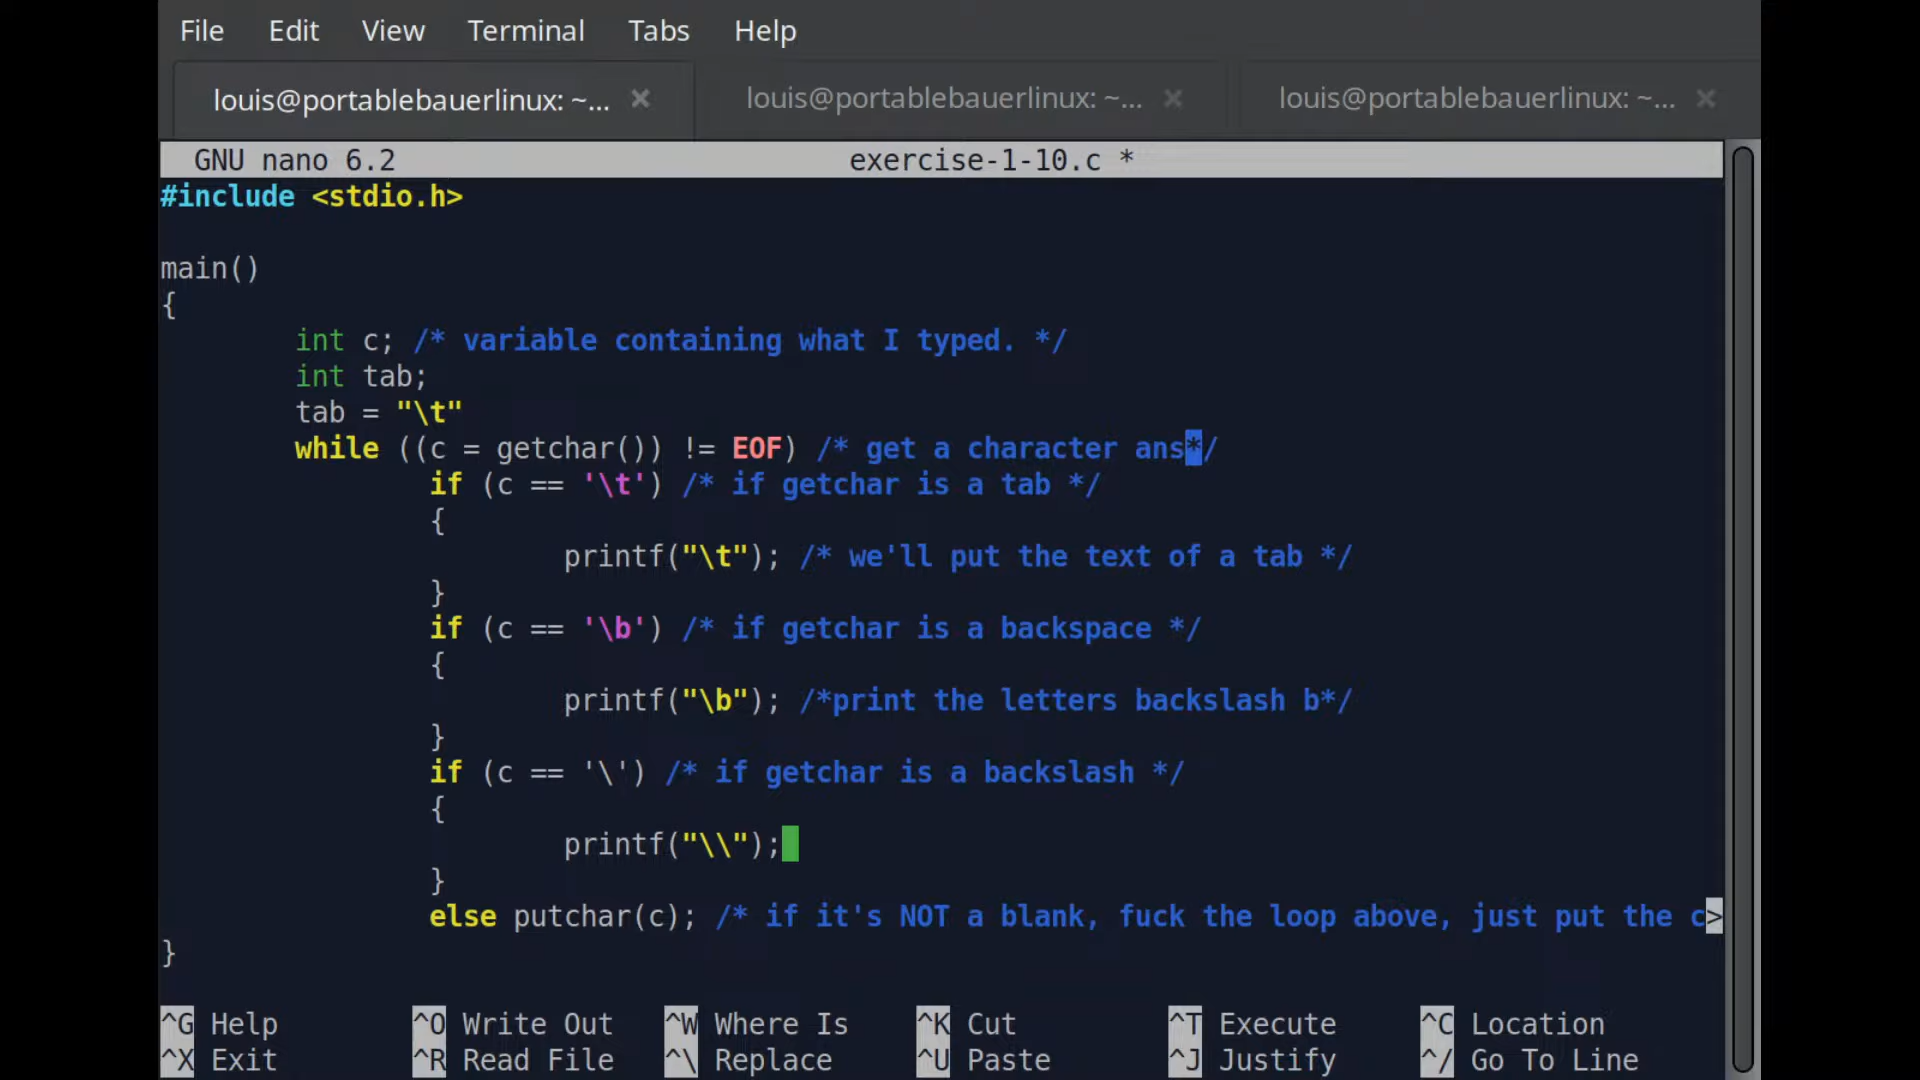 File Edit View Terminal Tabs Help
louis@portablebauerlinux: ~... × louis@portablebauerlinux: ~... × louis@portablebauerlinux: ~... ×
GNU nano 6.2 exercise-1-10.c *
#include <stdio.h>
main()
{
int c; /* variable containing what I typed. */
int tab;
tab = "\t"
while ((c = getchar()) != EOF) /* get a character ans*/
if (c == '\t') /* if getchar is a tab */
{
printf("\t"); /* we'll put the text of a tab */
}
if (c == '\b') /* if getchar is a backspace */
{
printf("\b"); /*print the letters backslash b*/
}
if (c == '\') /* if getchar is a backslash */
{
printf("\\");
}
else putchar(c); /* if it's NOT a blank, fuck the loop above, just put the c>
}
^G Help ^O Write Out ^W Where Is ^K Cut ^T Execute ^C Location
^X Exit ^R Read File ^\ Replace ^U Paste ^J Justify ^/ Go To Line